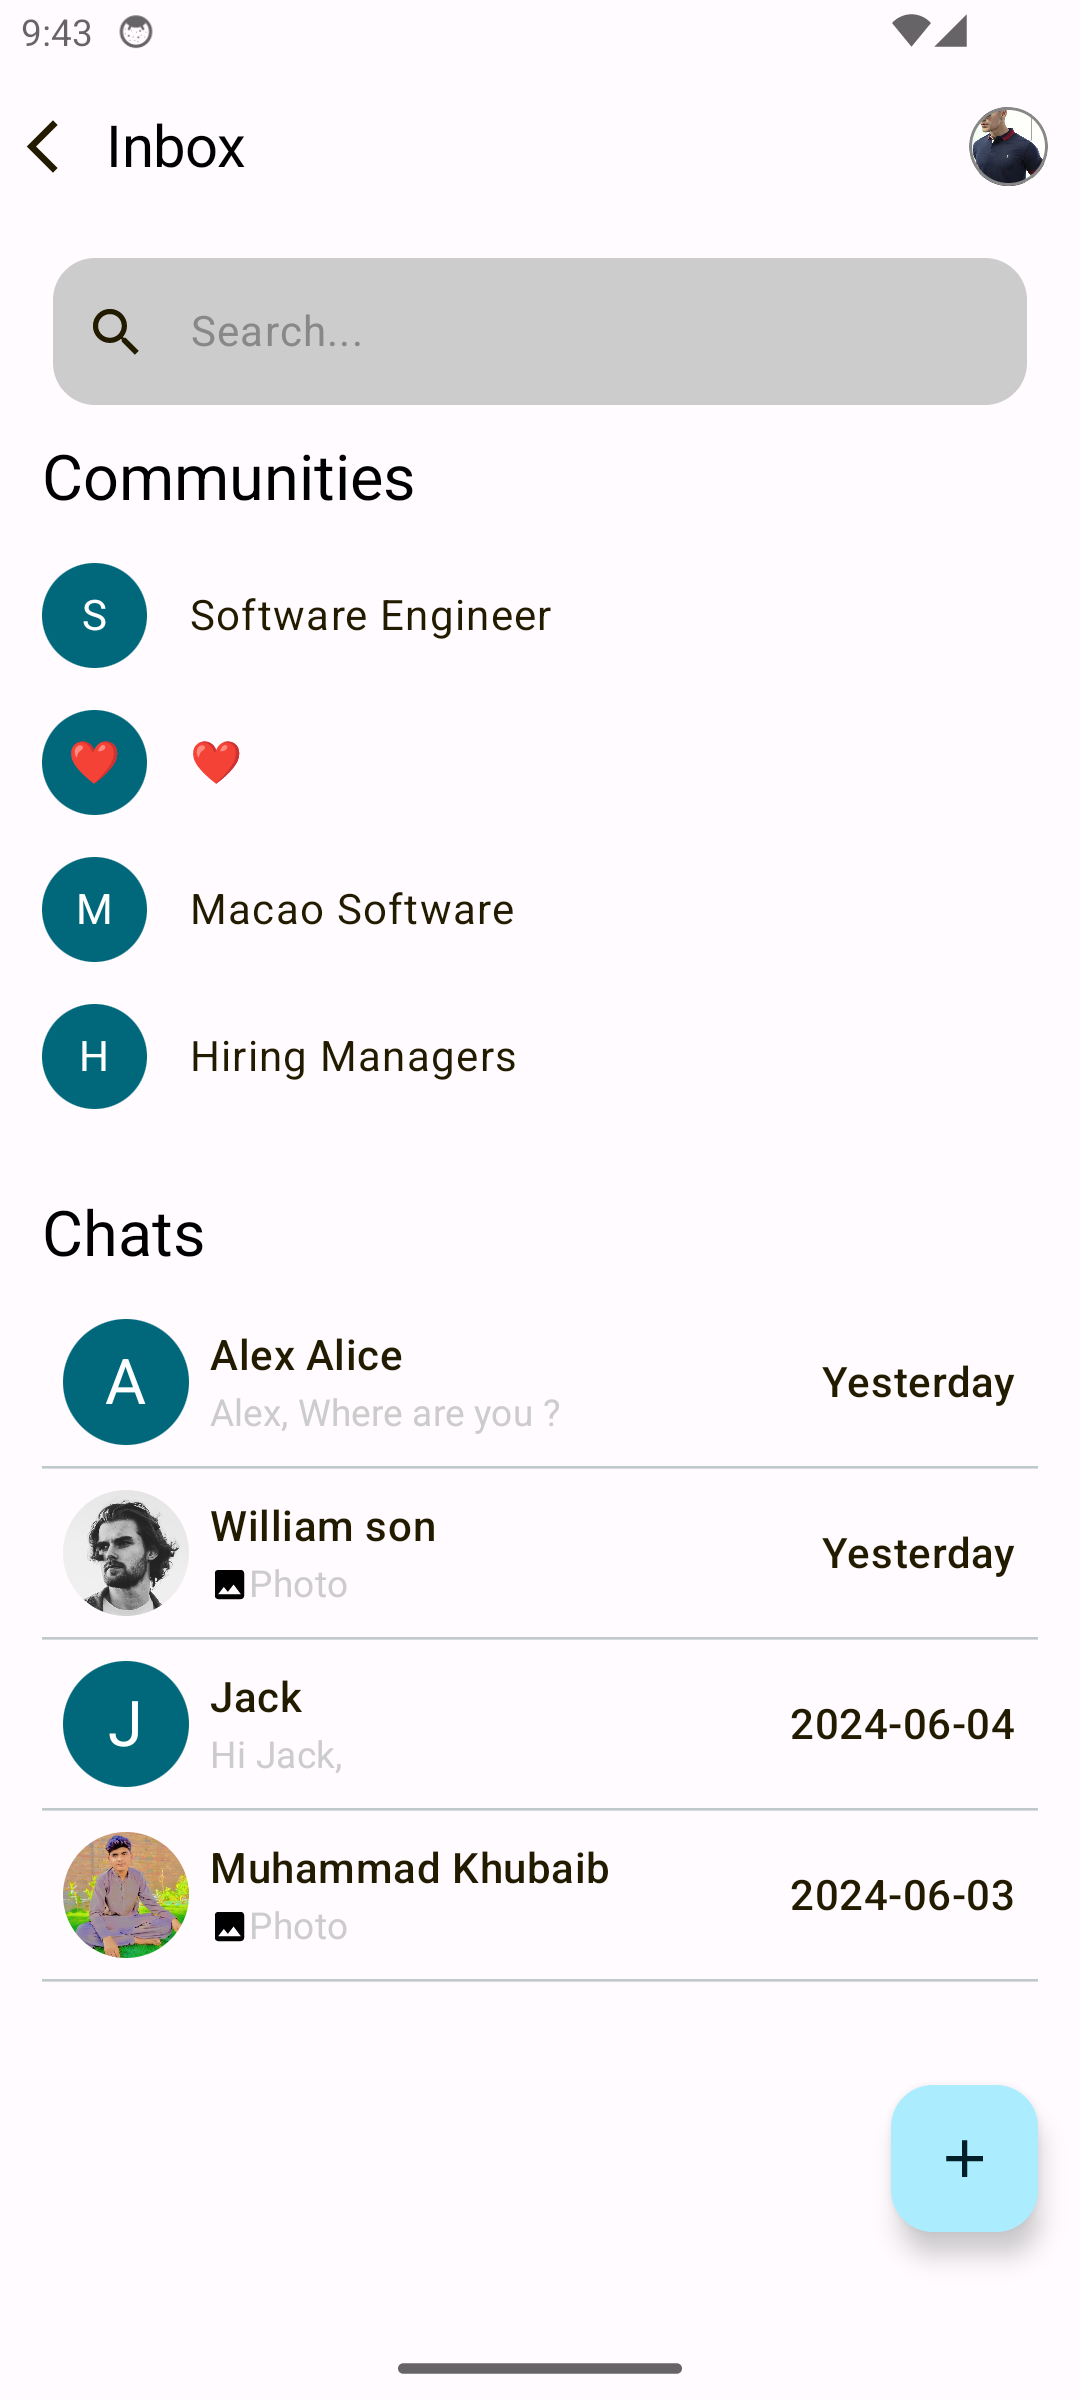 9:43
Inbox
Search...
Communities
S Software Engineer
❤️ ❤️
M Macao Software
H Hiring Managers
Chats
A Alex Alice
Alex, Where are you ?
Yesterday
William son
Photo
Yesterday
J Jack
Hi Jack,
2024-06-04
Muhammad Khubaib
Photo
2024-06-03
+